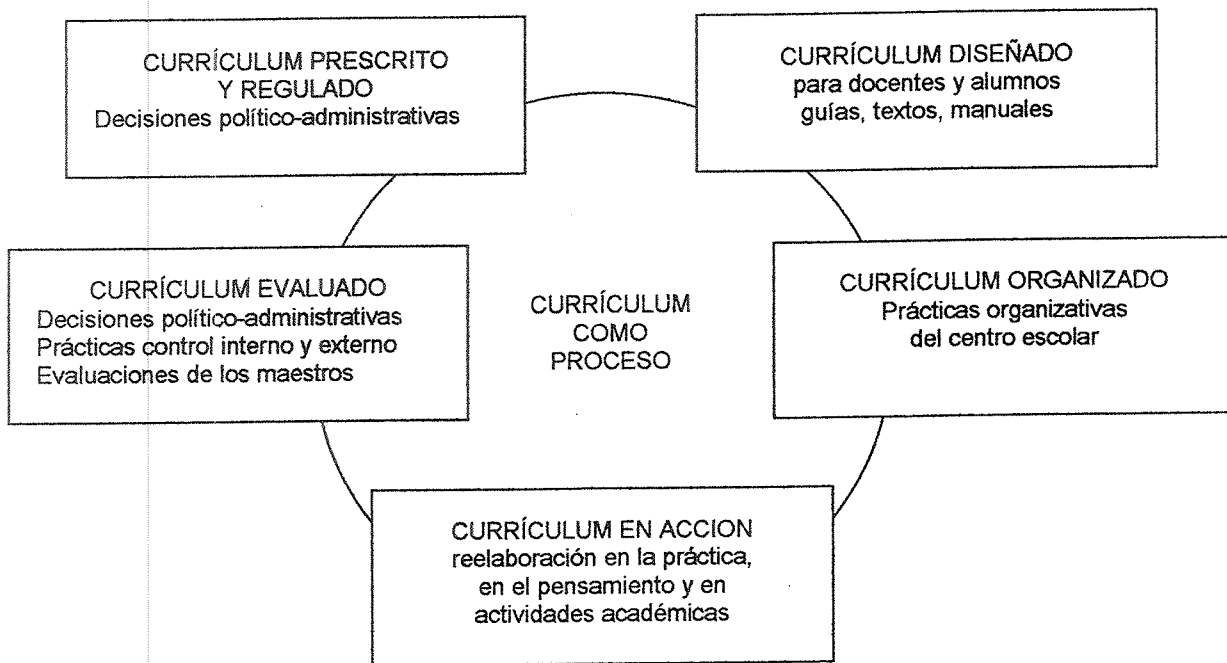 CURRÍCULUM PRESCRITO
Y REGULADO
Decisiones político-administrativas
CURRÍCULUM DISEÑADO
para docentes y alumnos
guías, textos, manuales
CURRÍCULUM ORGANIZADO
Prácticas organizativas
del centro escolar
CURRÍCULUM EN ACCION
reelaboración en la práctica,
en el pensamiento y en
actividades académicas
CURRÍCULUM EVALUADO
Decisiones político-administrativas
Prácticas control interno y externo
Evaluaciones de los maestros
CURRÍCULUM
COMO
PROCESO